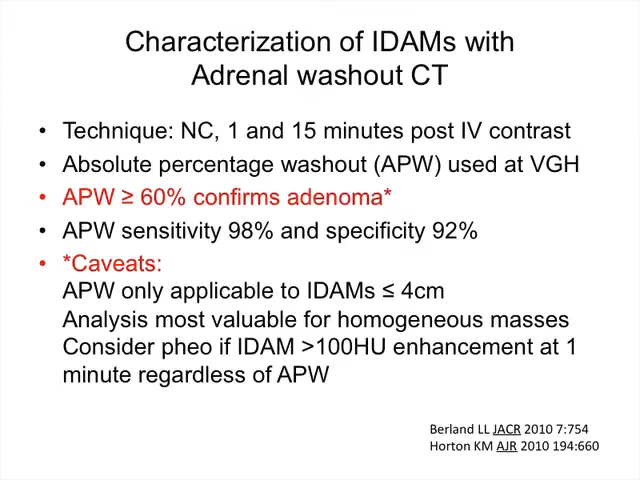 Characterization of IDAMs with
Adrenal washout CT
• Technique: NC, 1 and 15 minutes post IV contrast
• Absolute percentage washout (APW) used at VGH
• APW ≥ 60% confirms adenoma*
• APW sensitivity 98% and specificity 92%
• *Caveats:
APW only applicable to IDAMs ≤ 4cm
Analysis most valuable for homogeneous masses
Consider pheo if IDAM >100HU enhancement at 1
minute regardless of APW
Berland LL JACR 2010 7:754
Horton KM AJR 2010 194:660